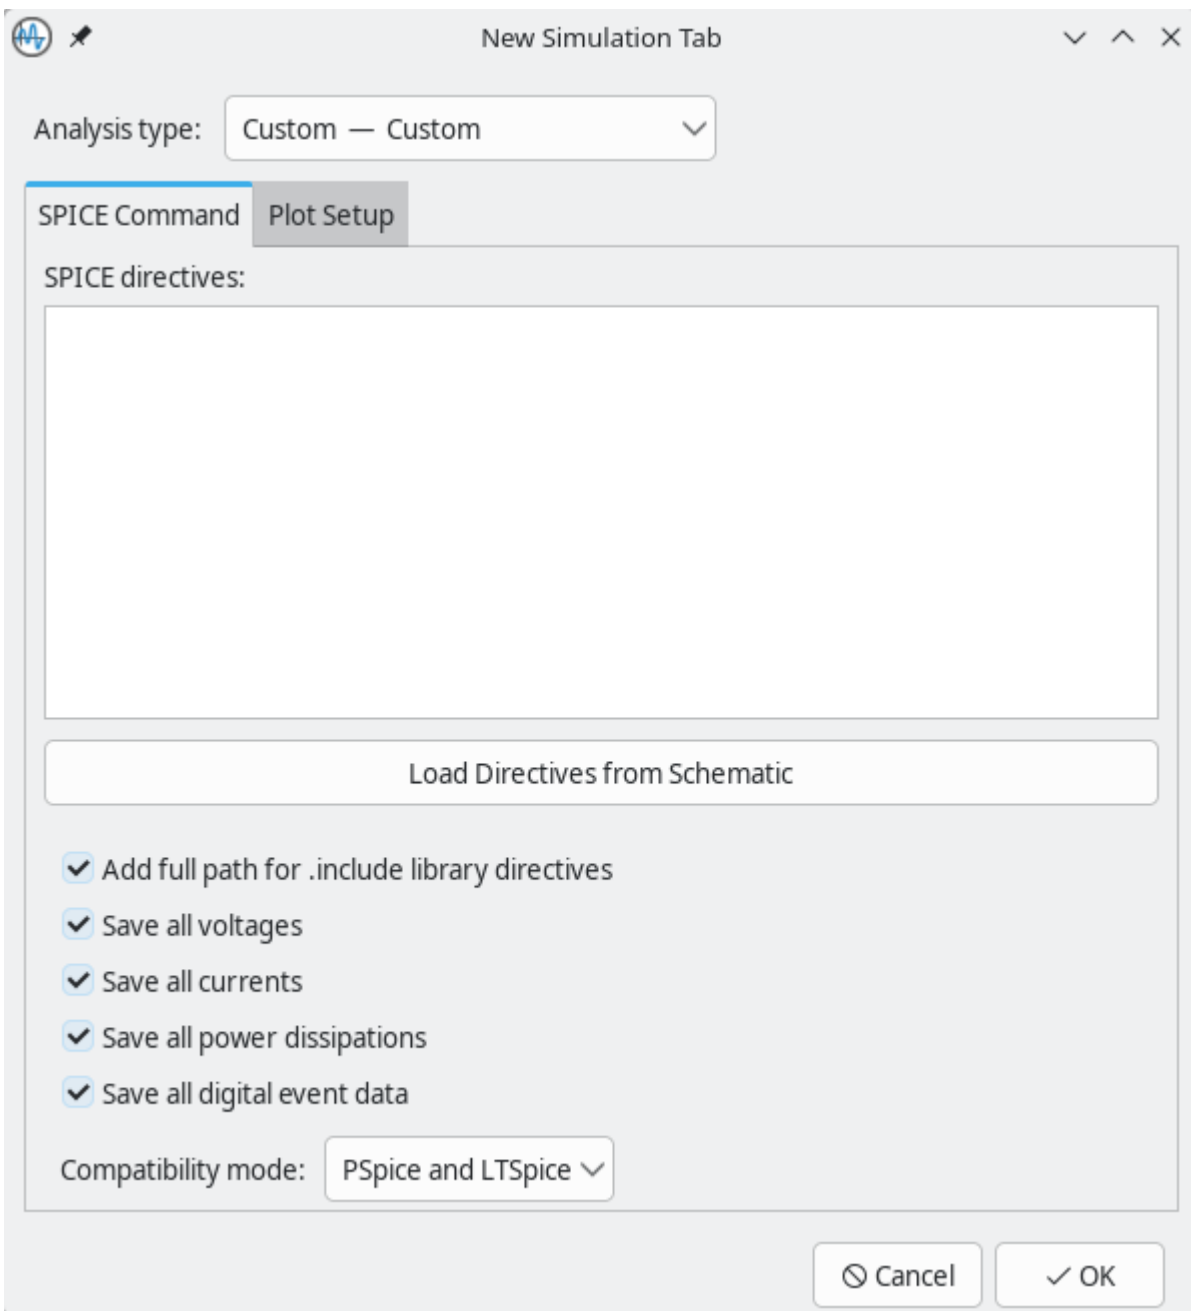 New Simulation Tab
Analysis type: Custom — Custom
SPICE Command Plot Setup
SPICE directives:
Load Directives from Schematic
Add full path for .include library directives
Save all voltages
Save all currents
Save all power dissipations
Save all digital event data
Compatibility mode: PSpice and LTSpice
Cancel OK